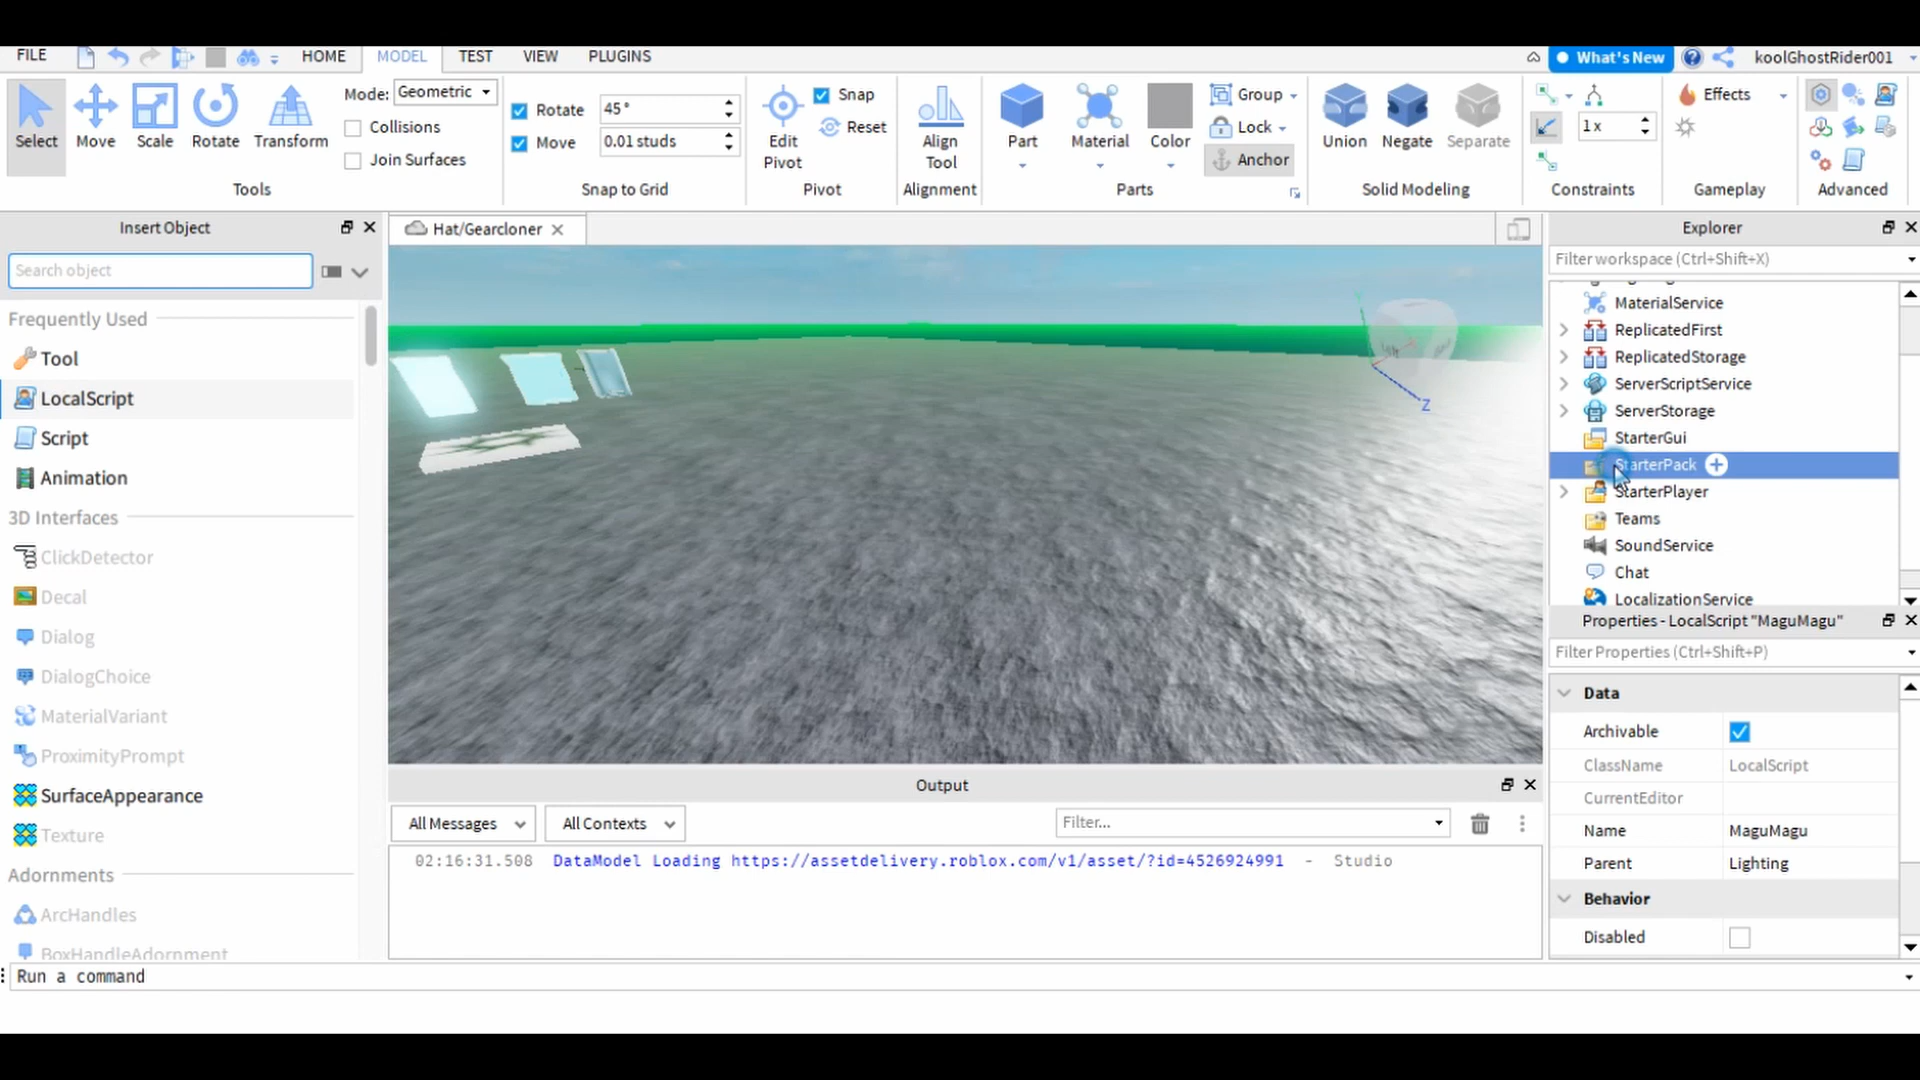 FILE HOME MODEL TEST VIEW PLUGINS What's New koolGhostRider001
Select Move Scale Rotate Transform
Mode: Geometric
Collisions
Join Surfaces
Tools
Rotate 45°
Move 0.01 studs
Snap to Grid
Edit Pivot
Snap
Reset
Pivot
Align Tool
Alignment
Part Material Color
Group
Lock
Anchor
Parts
Union Negate Separate
Solid Modeling
1 x
Constraints
Effects
Gameplay
Advanced
Insert Object
Search object
Frequently Used
Tool
LocalScript
Script
Animation
3D Interfaces
ClickDetector
Decal
Dialog
DialogChoice
MaterialVariant
ProximityPrompt
SurfaceAppearance
Texture
Adornments
ArcHandles
BoxHandleAdornment
Hat/Gearcloner
Z
Output
All Messages All Contexts Filter...
02:16:31.508 DataModel Loading https://assetdelivery.roblox.com/v1/asset/?id=4526924991 - Studio
Explorer
Filter workspace (Ctrl+Shift+X)
MaterialService
ReplicatedFirst
ReplicatedStorage
ServerScriptService
ServerStorage
StarterGui
StarterPack
StarterPlayer
Teams
SoundService
Chat
LocalizationService
Properties - LocalScript "MaguMagu"
Filter Properties (Ctrl+Shift+P)
Data
Archivable
ClassName LocalScript
CurrentEditor
Name MaguMagu
Parent Lighting
Behavior
Disabled
Run a command